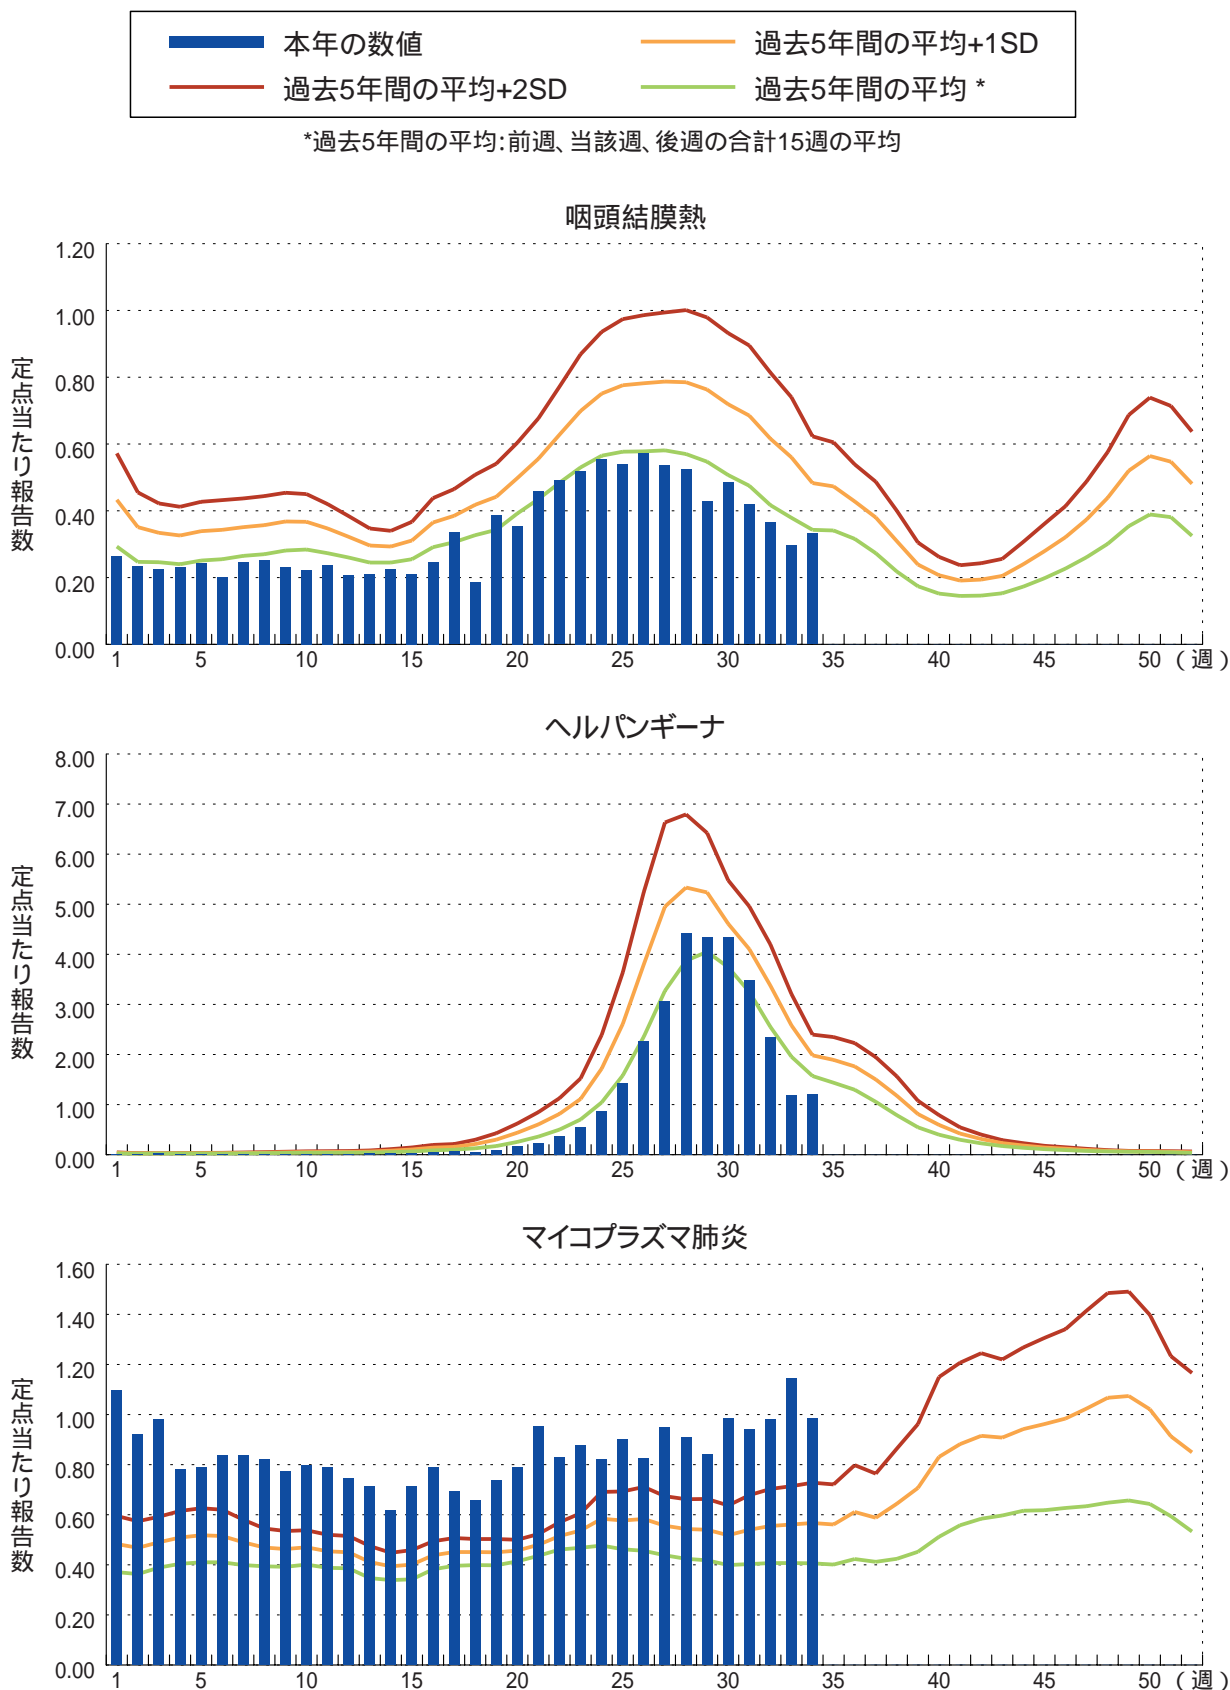 本年の数値 過去5年間の平均+1SD
過去5年間の平均+2SD 過去5年間の平均 *
*過去5年間の平均:前週、当該週、後週の合計15週の平均
咽頭結膜熱
定点当たり報告数
1.20
1.00
0.80
0.60
0.40
0.20
0.00
1 5 10 15 20 25 30 35 40 45 50 (週)
ヘルパンギーナ
定点当たり報告数
8.00
7.00
6.00
5.00
4.00
3.00
2.00
1.00
0.00
1 5 10 15 20 25 30 35 40 45 50 (週)
マイコプラズマ肺炎
定点当たり報告数
1.60
1.40
1.20
1.00
0.80
0.60
0.40
0.20
0.00
1 5 10 15 20 25 30 35 40 45 50 (週)